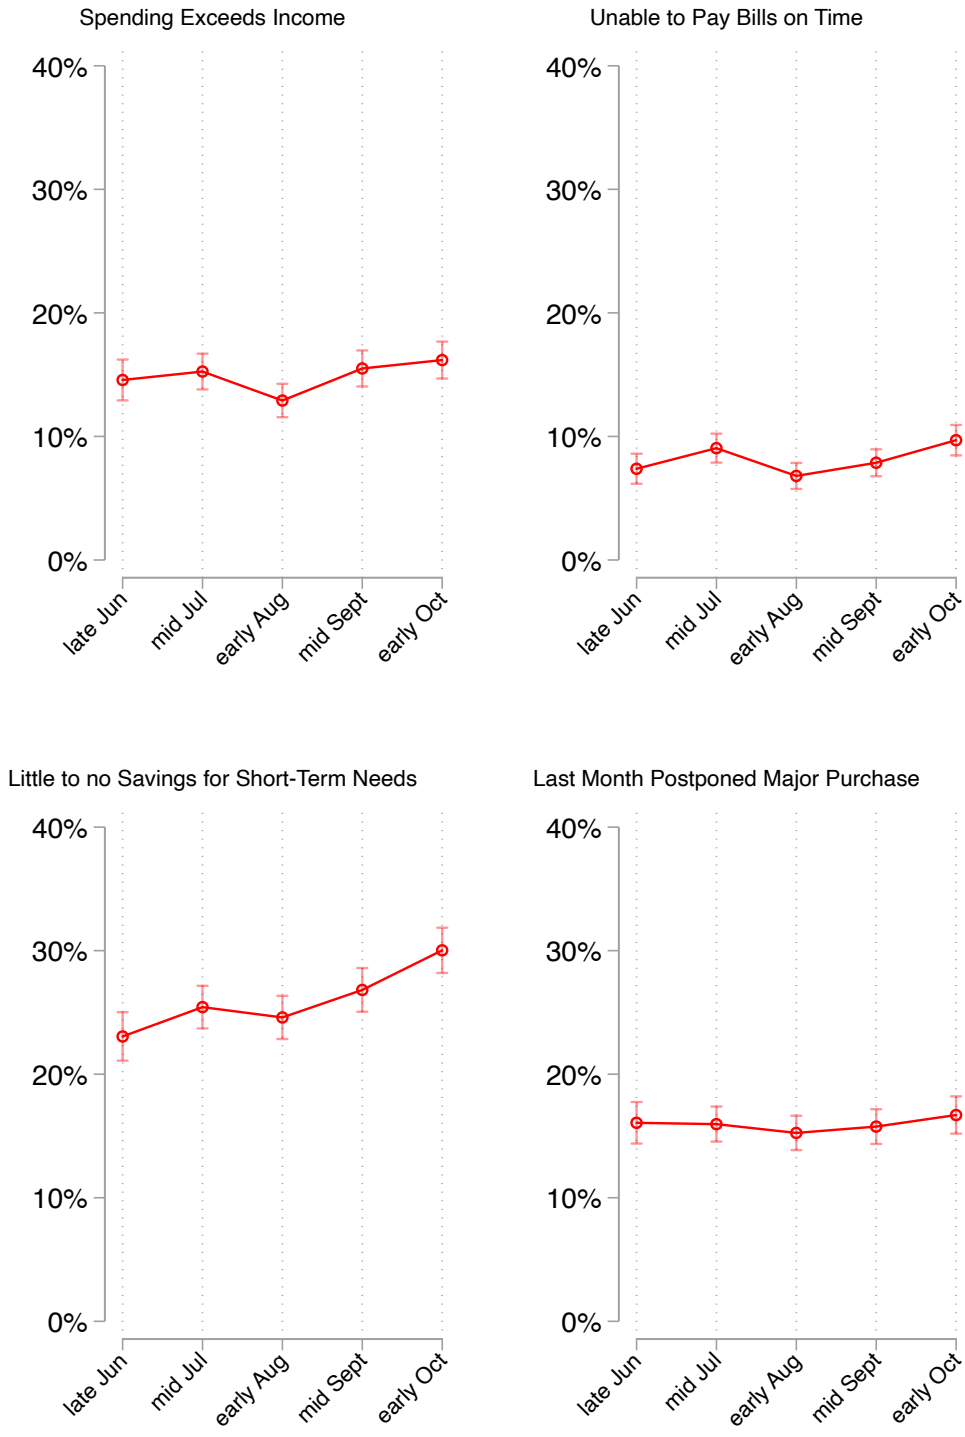 Spending Exceeds Income
40%
30%
20%
10%
0%
late Jun
mid Jul
early Aug
mid Sept
early Oct
Unable to Pay Bills on Time
40%
30%
20%
10%
0%
late Jun
mid Jul
early Aug
mid Sept
early Oct
Little to no Savings for Short-Term Needs
40%
30%
20%
10%
0%
late Jun
mid Jul
early Aug
mid Sept
early Oct
Last Month Postponed Major Purchase
40%
30%
20%
10%
0%
late Jun
mid Jul
early Aug
mid Sept
early Oct